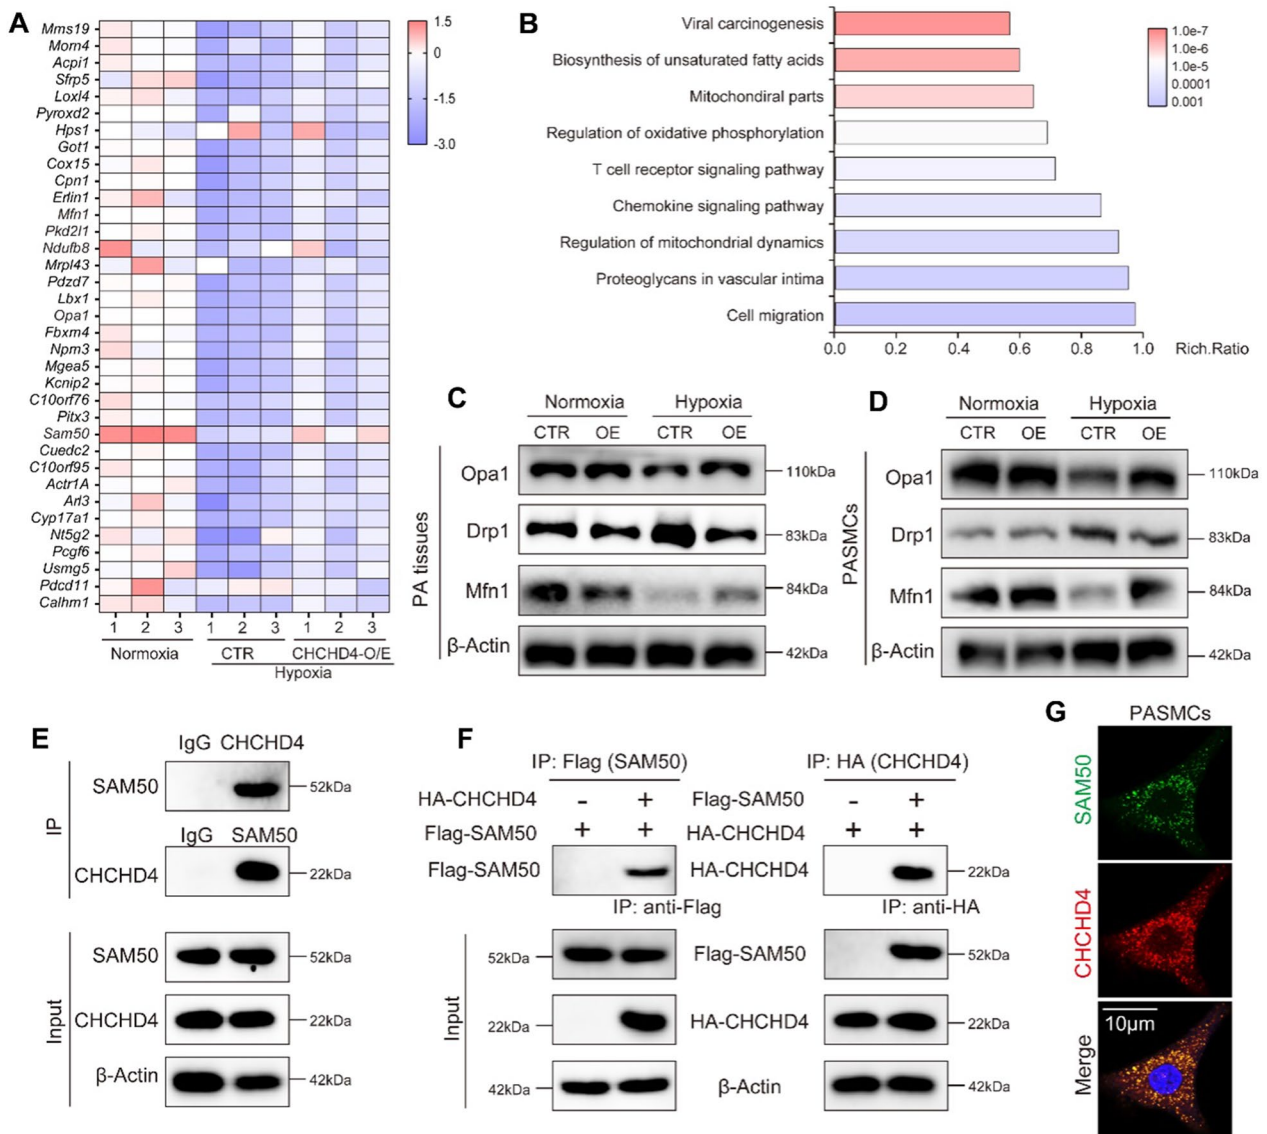 A
Mms19
Mom4
Acpi1
Sfrp5
Loxl4
Pyroxd2
Hps1
Got1
Cox15
Cpn1
Erlin1
Mfn1
Pkd2l1
Ndufb8
Mrpl43
Pdzd7
Lbx1
Opa1
Fbxm4
Npm3
Mgea5
Kcnip2
C10orf76
Pitx3
Sam50
Cuedc2
C10orf95
Actr1A
Arl3
Cyp17a1
Nt5g2
Pcgf6
Usmg5
Pdcd11
Calhm1
1 2 3 1 2 3 1 2 3
Normoxia CTR CHCHD4-O/E
Hypoxia
1.5
0
-1.5
-3.0
B
Viral carcinogenesis
Biosynthesis of unsaturated fatty acids
Mitochondiral parts
Regulation of oxidative phosphorylation
T cell receptor signaling pathway
Chemokine signaling pathway
Regulation of mitochondrial dynamics
Proteoglycans in vascular intima
Cell migration
0.0 0.2 0.4 0.6 0.8 1.0 Rich.Ratio
1.0e-7
1.0e-6
1.0e-5
0.0001
0.001
C
Normoxia Hypoxia
CTR OE CTR OE
PA tissues
Opa1 110kDa
Drp1 83kDa
Mfn1 84kDa
β-Actin 42kDa
D
Normoxia Hypoxia
CTR OE CTR OE
PASMCs
Opa1 110kDa
Drp1 83kDa
Mfn1 84kDa
β-Actin 42kDa
E
IgG CHCHD4
IP
SAM50 52kDa
IgG SAM50
CHCHD4 22kDa
Input
SAM50 52kDa
CHCHD4 22kDa
β-Actin 42kDa
F
IP: Flag (SAM50) IP: HA (CHCHD4)
HA-CHCHD4 - + Flag-SAM50 - +
Flag-SAM50 + + HA-CHCHD4 + +
Flag-SAM50 HA-CHCHD4 22kDa
IP: anti-Flag IP: anti-HA
Input
52kDa Flag-SAM50 52kDa
22kDa HA-CHCHD4 22kDa
42kDa β-Actin 42kDa
G
PASMCs
SAM50
CHCHD4
10μm
Merge